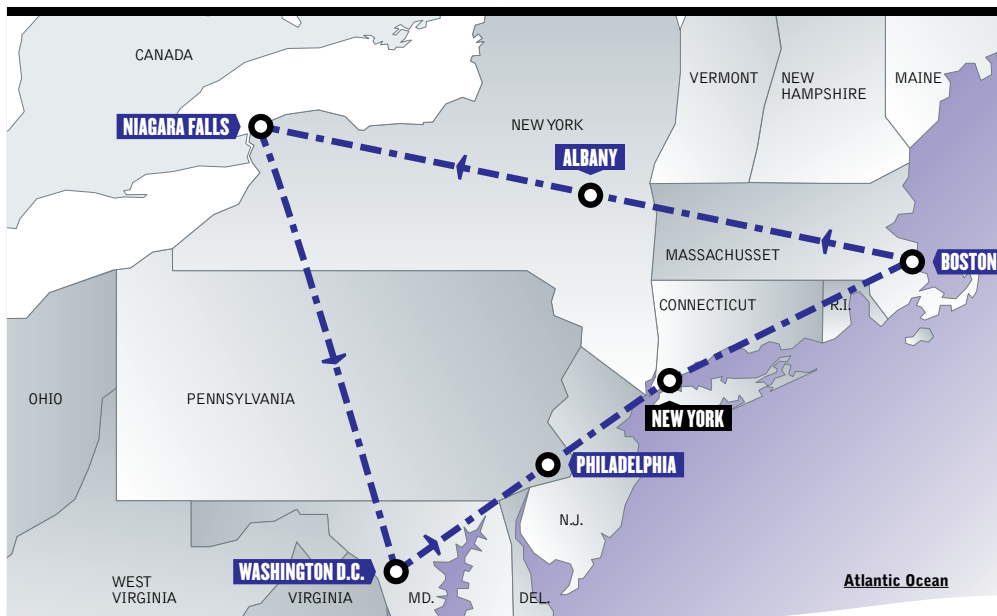 CANADA
VERMONT
NEW
HAMPSHIRE
MAINE
NIAGARA FALLS
NEW YORK
ALBANY
MASSACHUSSET
BOSTON
CONNECTICUT
R.I.
OHIO
PENNSYLVANIA
NEW YORK
PHILADELPHIA
N.J.
WASHINGTON D.C.
WEST
VIRGINIA
VIRGINIA
MD.
DEL.
Atlantic Ocean